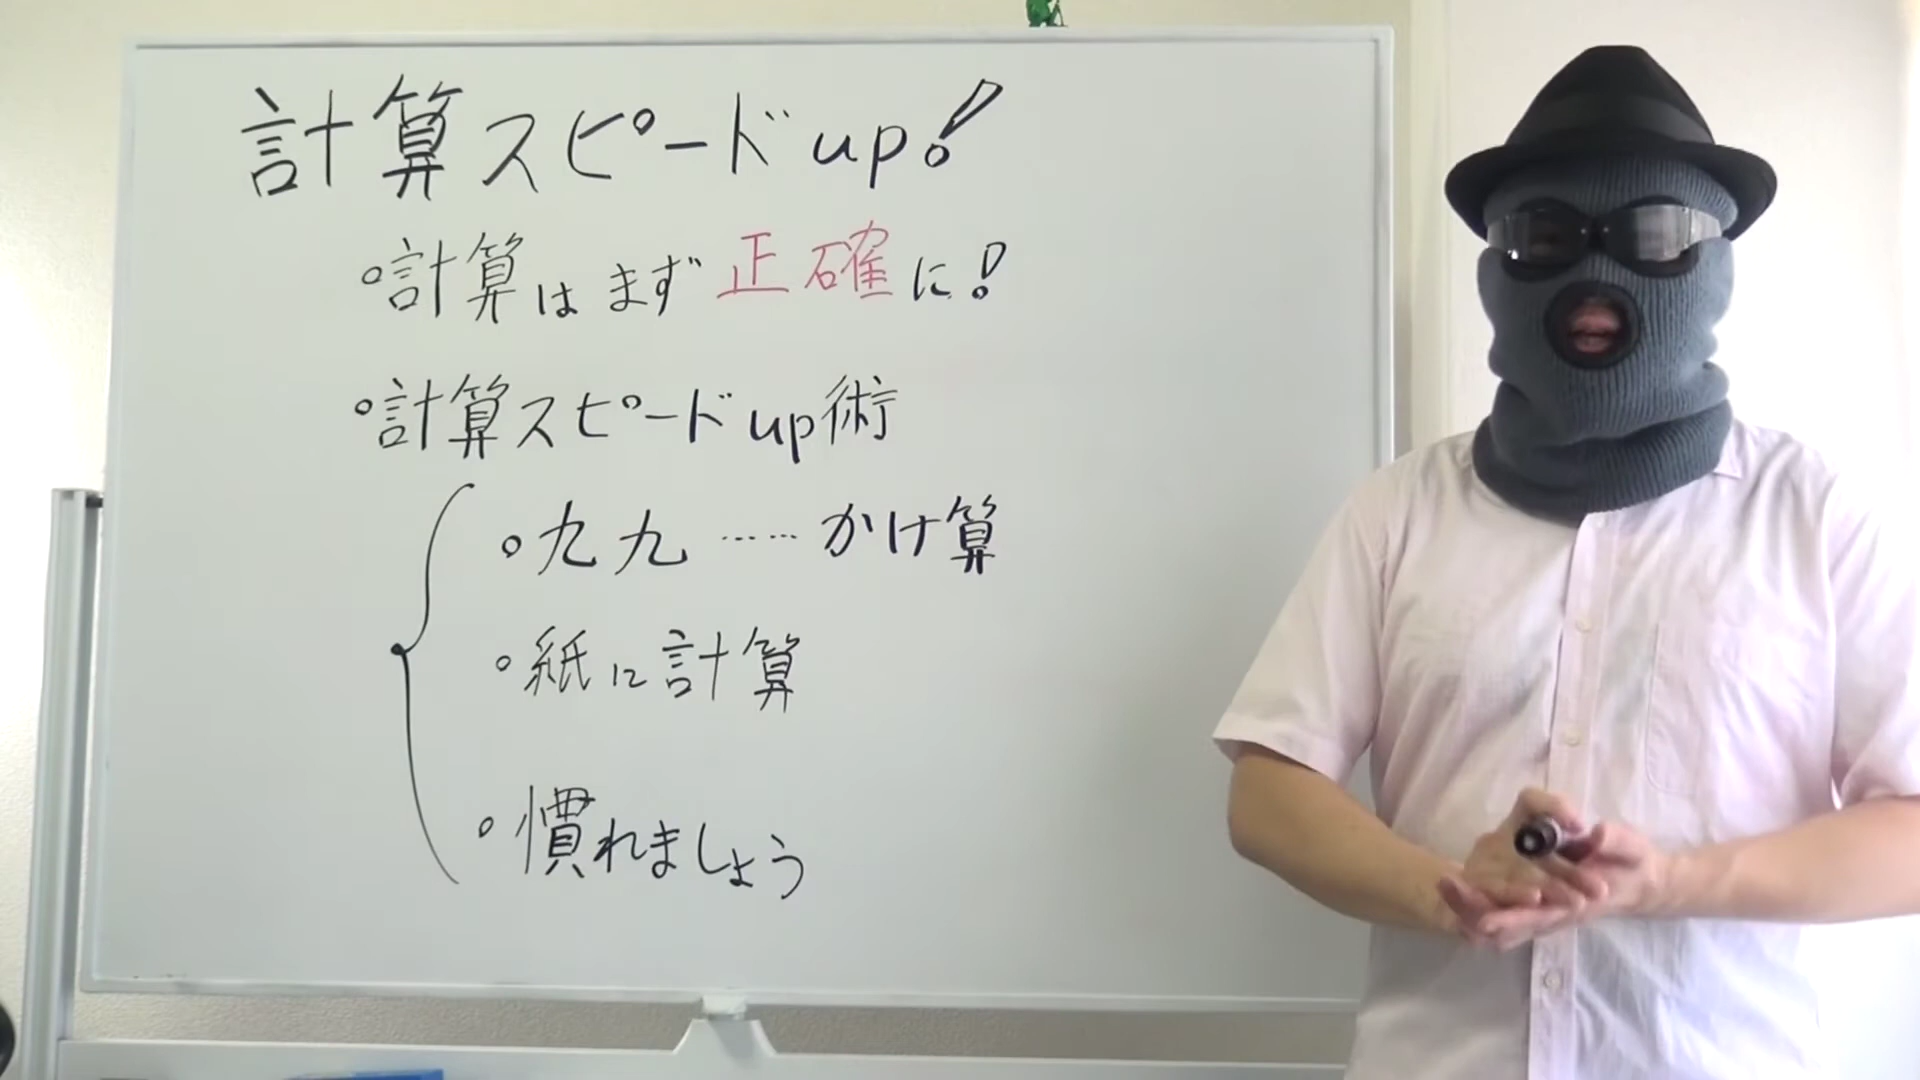 計算スピードup!
・計算はまず正確に!
・計算スピードup術
・九九……かけ算
・紙に計算
・慣れましょう